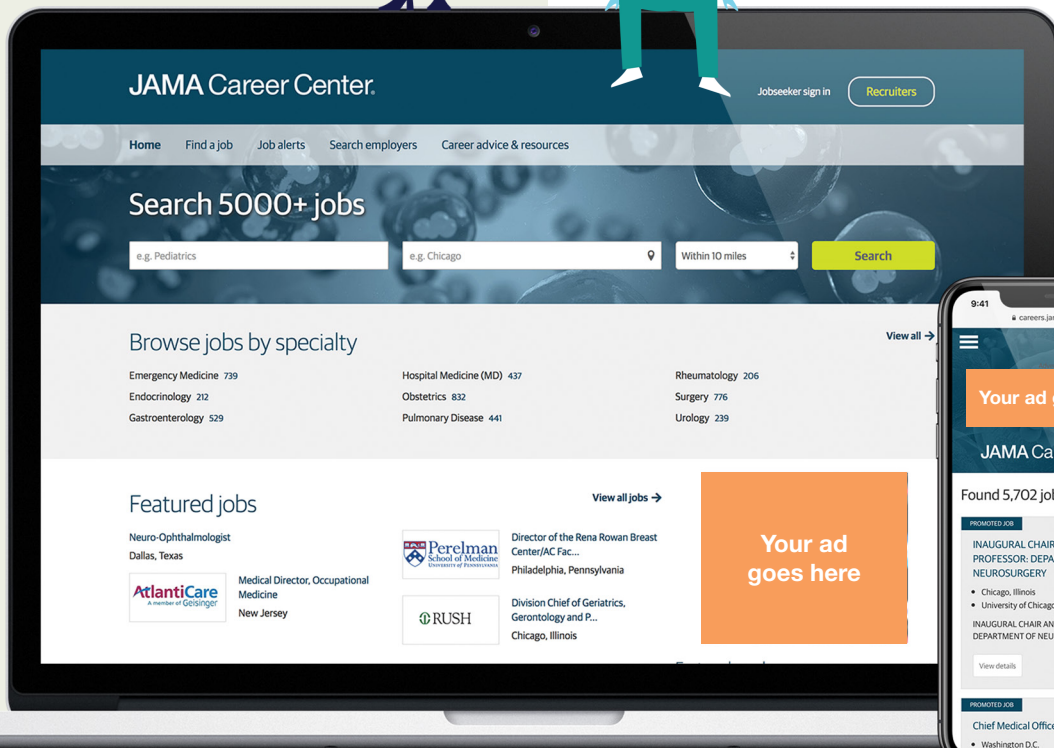 JAMA Career Center.
Jobseeker sign in
Recruiters
Home Find a job Job alerts Search employers Career advice & resources
Search 5000+ jobs
e.g. Pediatrics
e.g. Chicago
Within 10 miles
Search
Browse jobs by specialty
View all →
Emergency Medicine 739
Hospital Medicine (MD) 437
Rheumatology 206
Endocrinology 212
Obstetrics 832
Surgery 776
Gastroenterology 529
Pulmonary Disease 441
Urology 239
Featured jobs
View all jobs →
Neuro-Ophthalmologist
Dallas, Texas
AtlantiCare
A member of Geisinger
Medical Director, Occupational
Medicine
New Jersey
Perelman
School of Medicine
University of Pennsylvania
Director of the Rena Rowan Breast
Center/AC Fac...
Philadelphia, Pennsylvania
RUSH
Division Chief of Geriatrics,
Gerontology and P...
Chicago, Illinois
Your ad
goes here
9:41
careers.jam
Your ad
JAMA Ca
Found 5,702 jo
PROMOTED JOB
INAUGURAL CHAIR
PROFESSOR: DEPA
NEUROSURGERY
• Chicago, Illinois
• University of Chicago
INAUGURAL CHAIR AN
DEPARTMENT OF NEU
View details
PROMOTED JOB
Chief Medical Office
• Washington D.C.